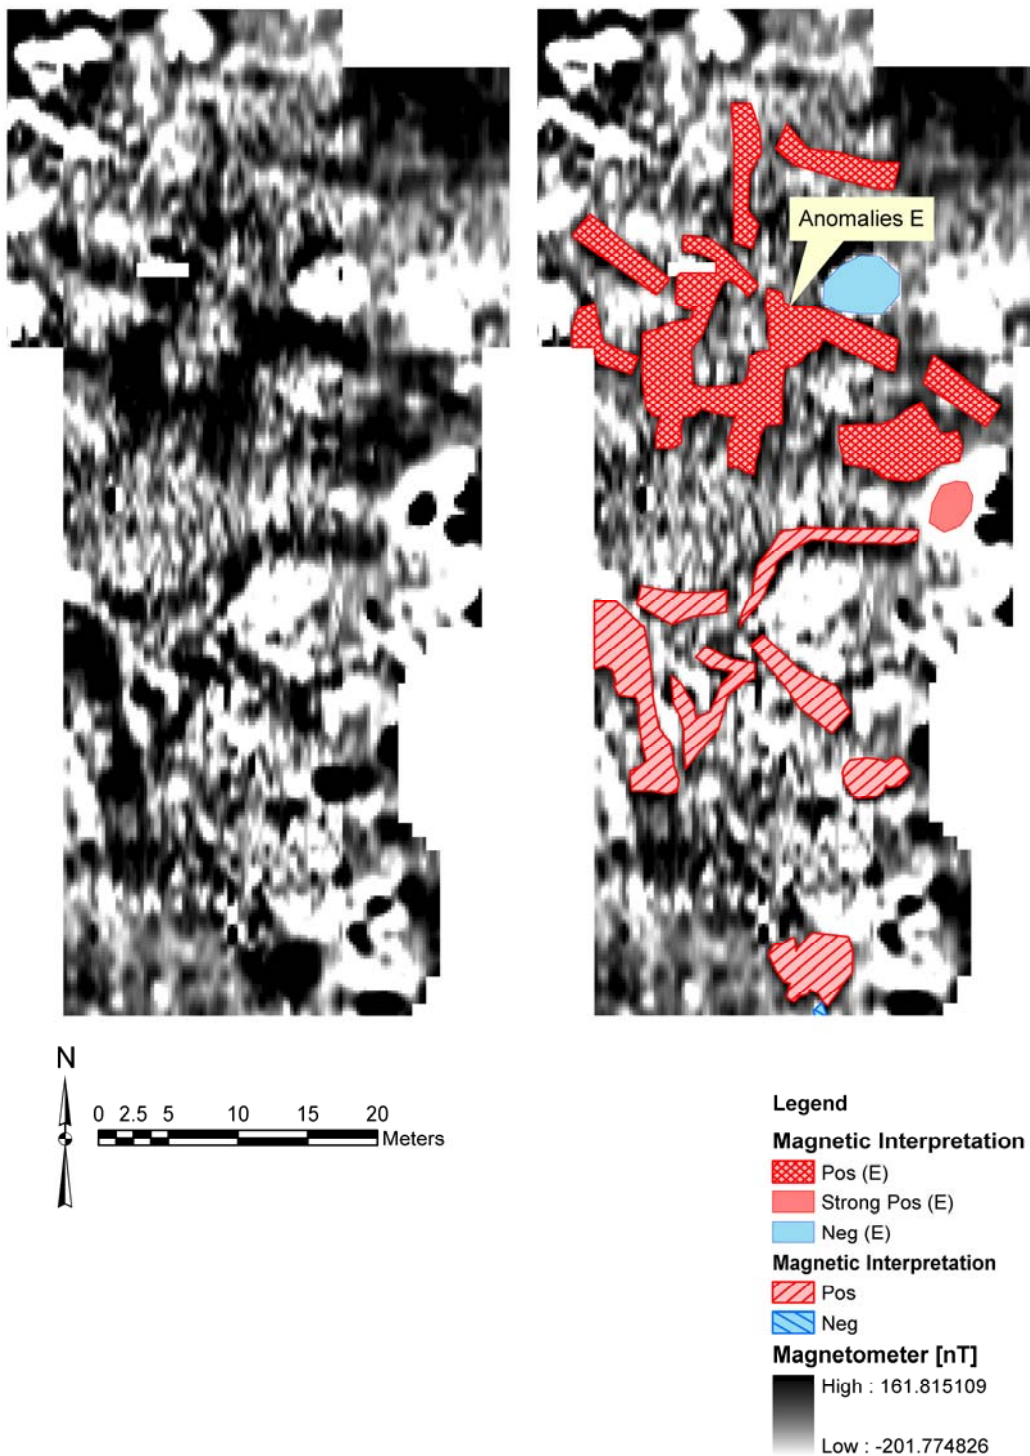 Anomalies E
N
0 2.5 5 10 15 20
Meters
Legend
Magnetic Interpretation
Pos (E)
Strong Pos (E)
Neg (E)
Magnetic Interpretation
Pos
Neg
Magnetometer [nT]
High : 161.815109
Low : -201.774826